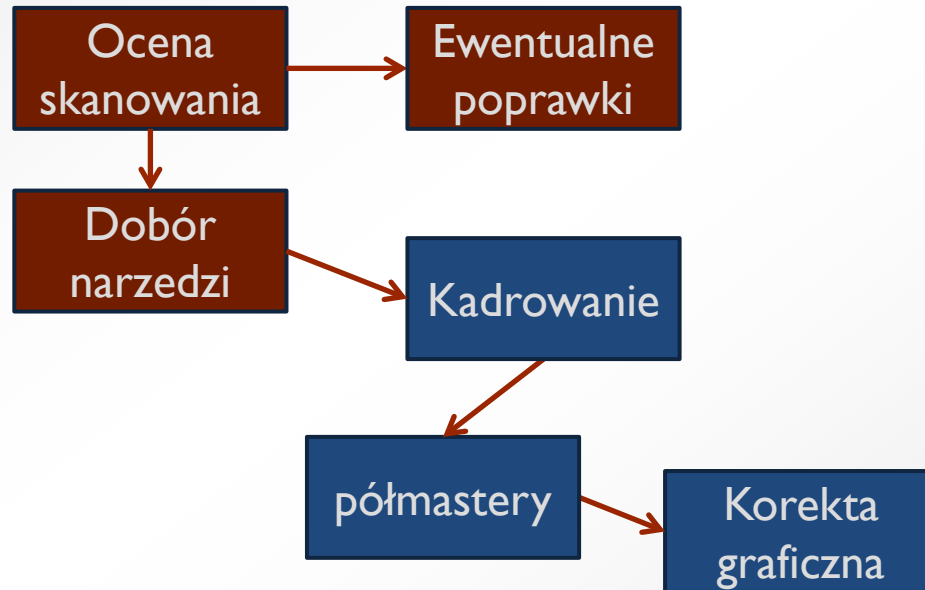 Ocena
skanowania
Ewentualne
poprawki
Dobór
narzedzi
Kadrowanie
półmastery
Korekta
graficzna